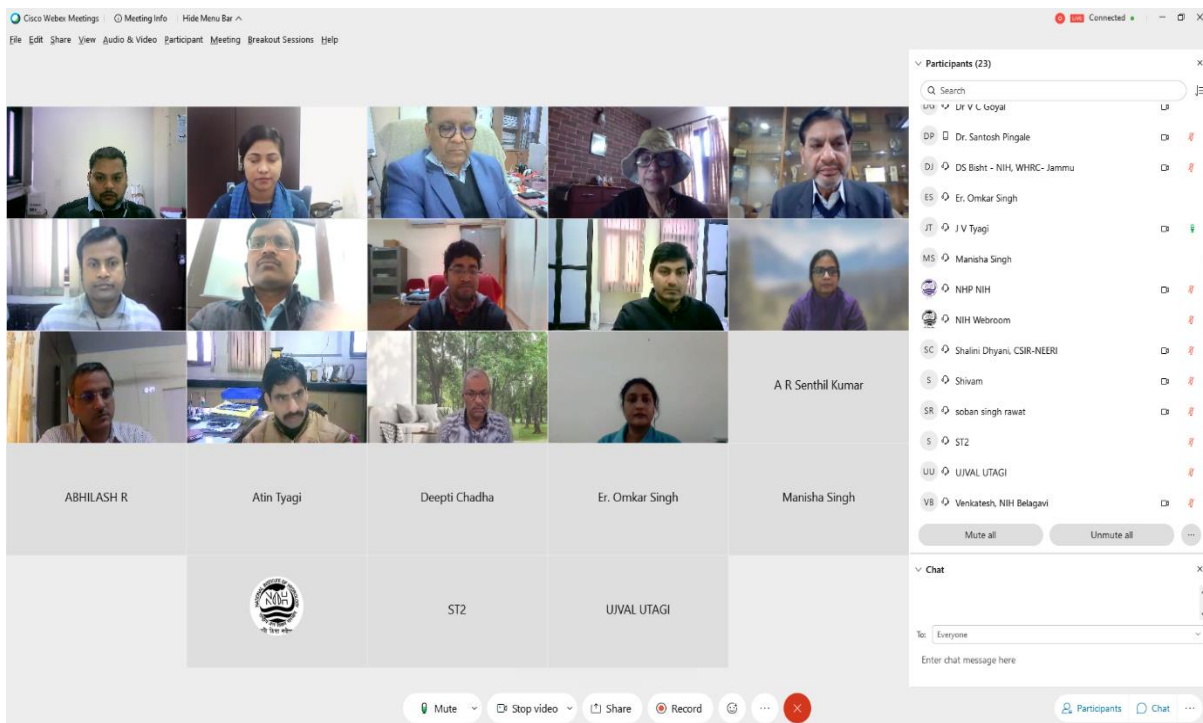 Cisco Webex Meetings
Meeting Info
Hide Menu Bar
LIVE
Connected
File Edit Share View Audio & Video Participant Meeting Breakout Sessions Help
A R Senthil Kumar
ABHILASH R
Atin Tyagi
Deepti Chadha
Er. Omkar Singh
Manisha Singh
ST2
UJVAL UTAGI
Mute
Stop video
Share
Record
Participants (23)
Search
Dr V C Goyal
DP Dr. Santosh Pingale
DJ DS Bisht - NIH, WHRC- Jammu
ES Er. Omkar Singh
JT J V Tyagi
MS Manisha Singh
NHP NIH
NIH Webroom
SC Shalini Dhyani, CSIR-NEERI
S Shivam
SR soban singh rawat
S ST2
UU UJVAL UTAGI
VB Venkatesh, NIH Belagavi
Mute all
Unmute all
Chat
To: Everyone
Enter chat message here
Participants
Chat